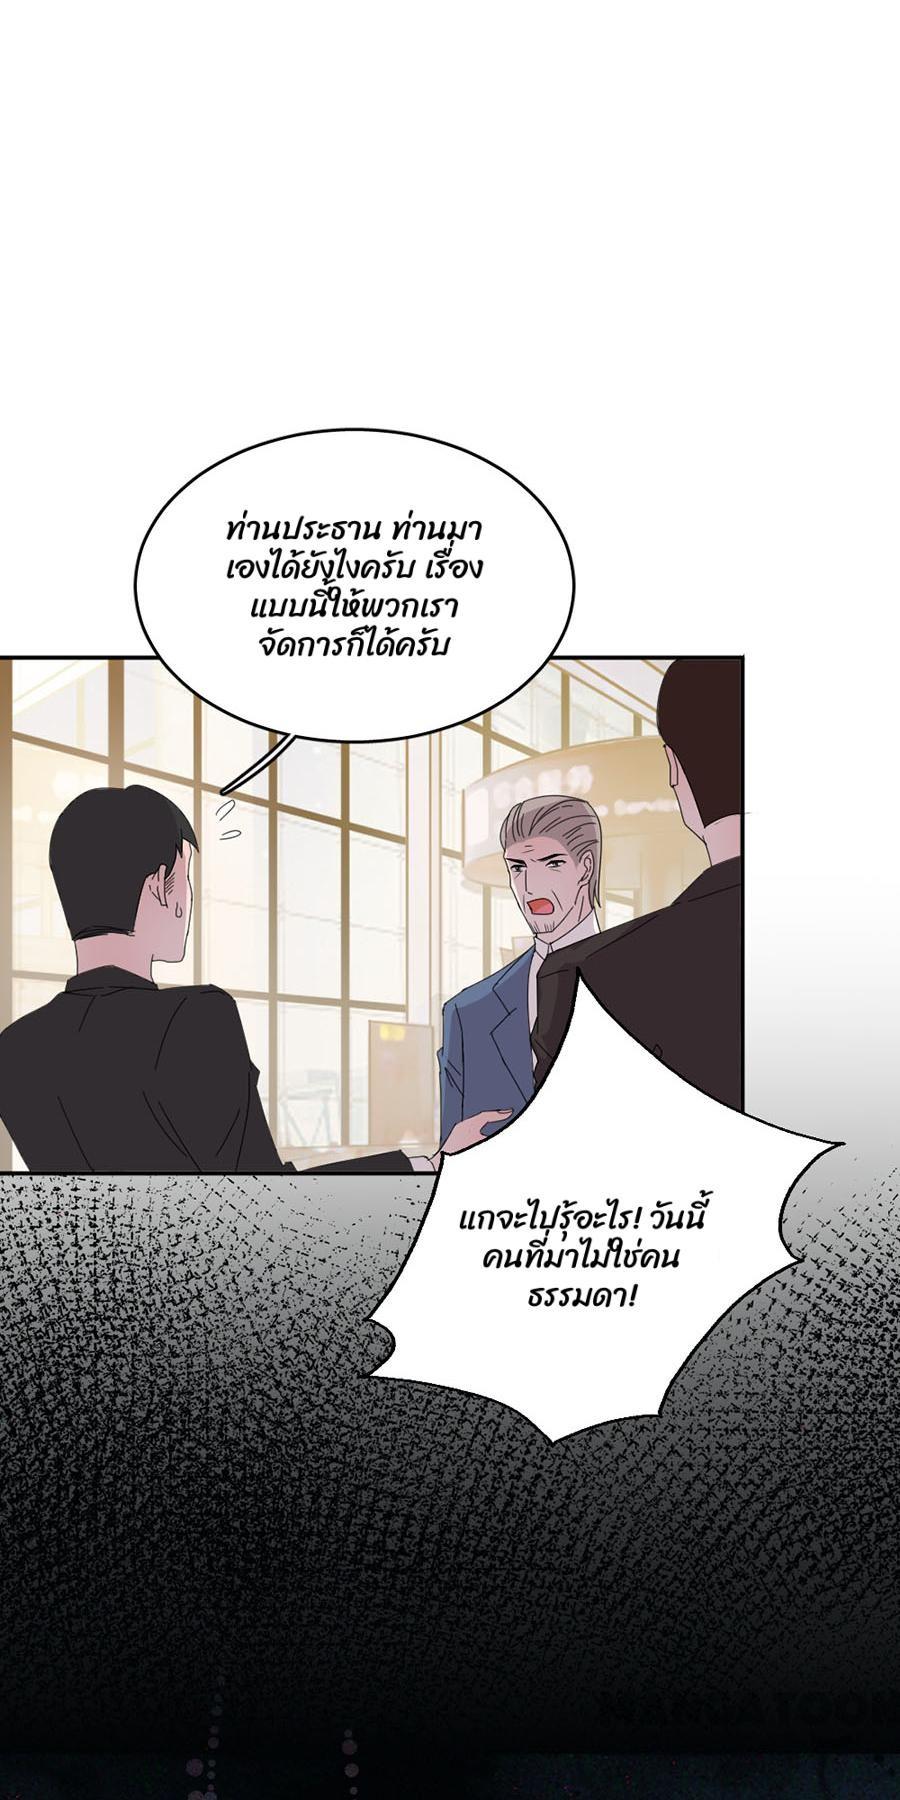 ท่านประธาน ท่านมา
เองได้ยังไงครับ เรื่อง
แบบนี้ให้พวกเรา
จัดการก็ได้ครับ
แกจะไปรู้อะไร! วันนี้
คนที่มาไม่ใช่คน
ธรรมดา!